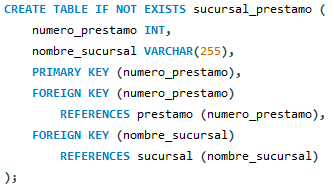 CREATE TABLE IF NOT EXISTS sucursal_prestamo (
    numero_prestamo INT,
    nombre_sucursal VARCHAR(255),
    PRIMARY KEY (numero_prestamo),
    FOREIGN KEY (numero_prestamo)
        REFERENCES prestamo (numero_prestamo),
    FOREIGN KEY (nombre_sucursal)
        REFERENCES sucursal (nombre_sucursal)
);